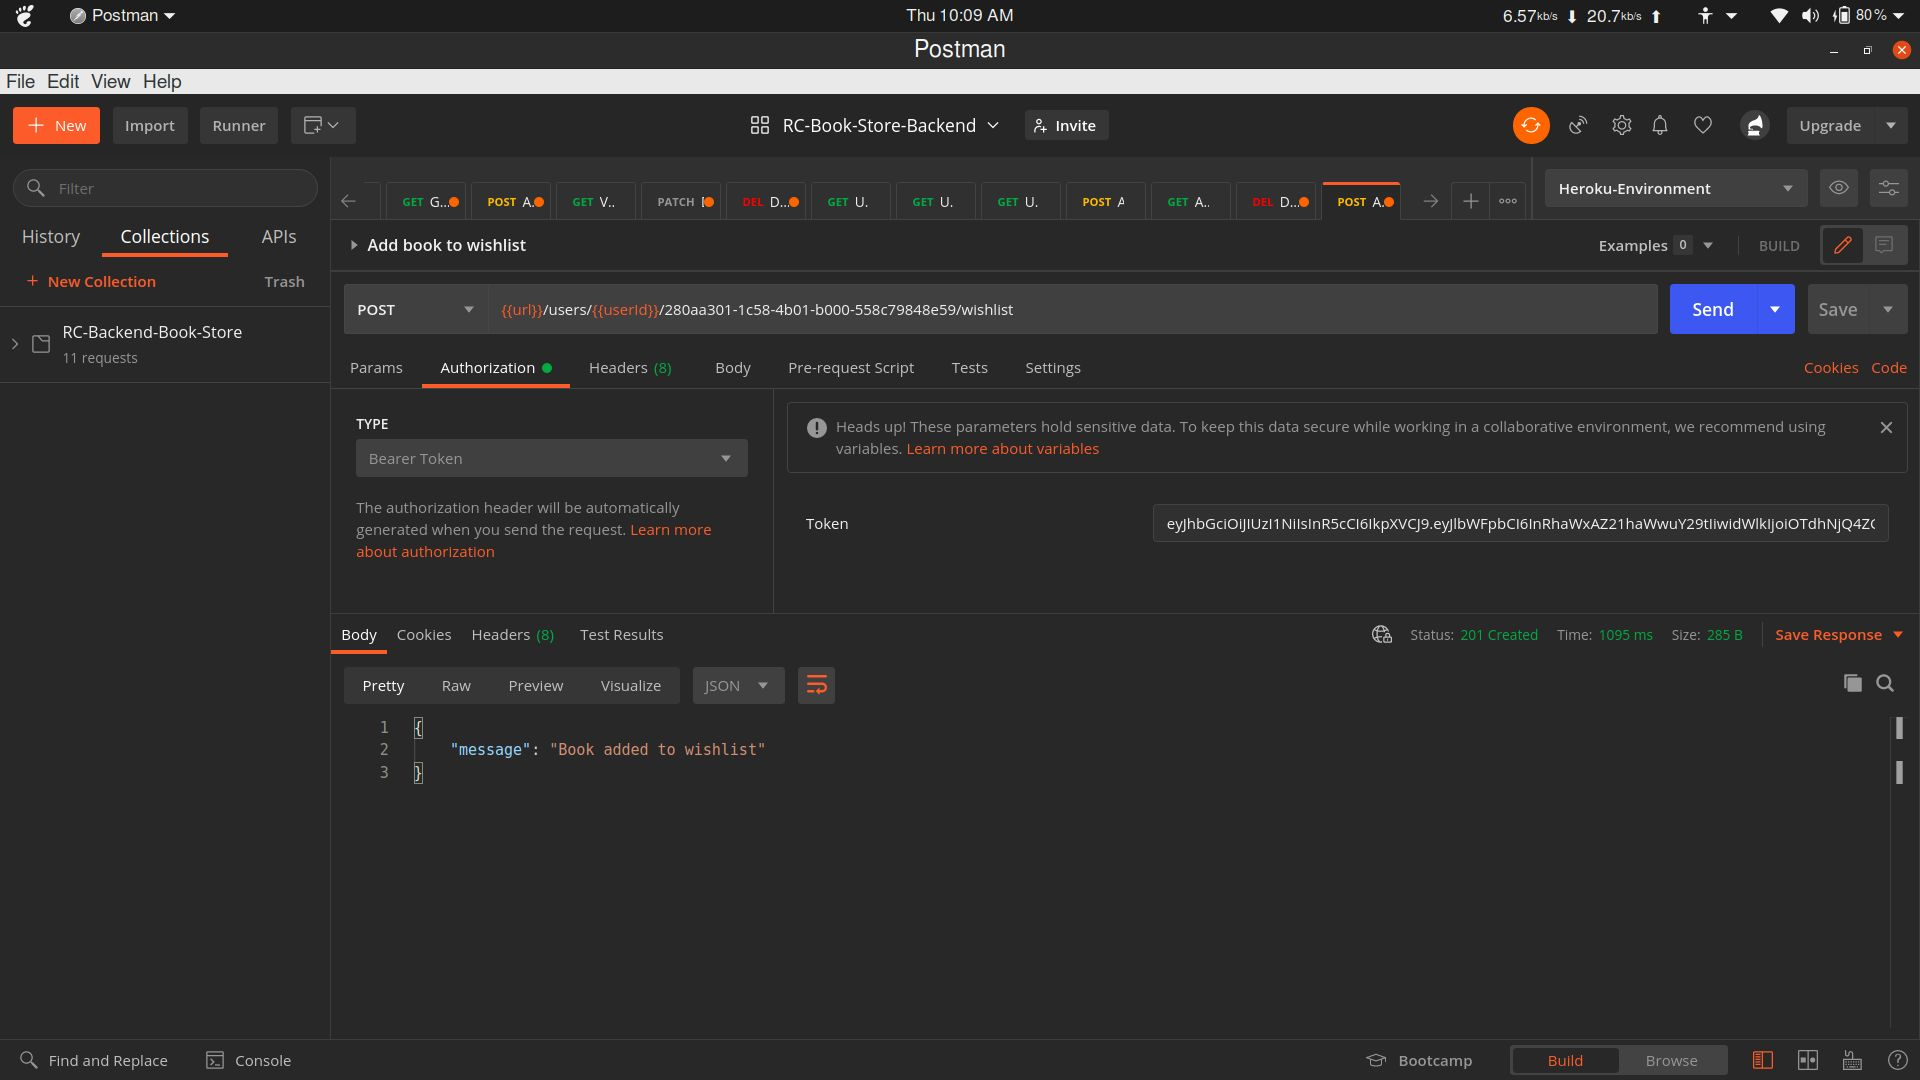 Postman
Thu 10:09 AM
6.57kb/s 20.7kb/s
80%
Postman
File Edit View Help
New Import Runner
RC-Book-Store-Backend
Invite
Upgrade
Filter
GET G... POST A. GET V.. PATCH DEL D... GET U. GET U. GET U. POST A GET A.. DEL D... POST A.
Heroku-Environment
History Collections APIs
+ New Collection Trash
RC-Backend-Book-Store
11 requests
Add book to wishlist
Examples 0 BUILD
POST
{{url}}/users/{{userId}}/280aa301-1c58-4b01-b000-558c79848e59/wishlist
Send Save
Params Authorization Headers (8) Body Pre-request Script Tests Settings
Cookies Code
TYPE
Bearer Token
The authorization header will be automatically
generated when you send the request. Learn more
about authorization
Heads up! These parameters hold sensitive data. To keep this data secure while working in a collaborative environment, we recommend using
variables. Learn more about variables
Token
Body Cookies Headers (8) Test Results
Status: 201 Created Time: 1095 ms Size: 285 B Save Response
Pretty Raw Preview Visualize JSON
1 {
2 "message": "Book added to wishlist"
3 }
Find and Replace Console
Bootcamp Build Browse